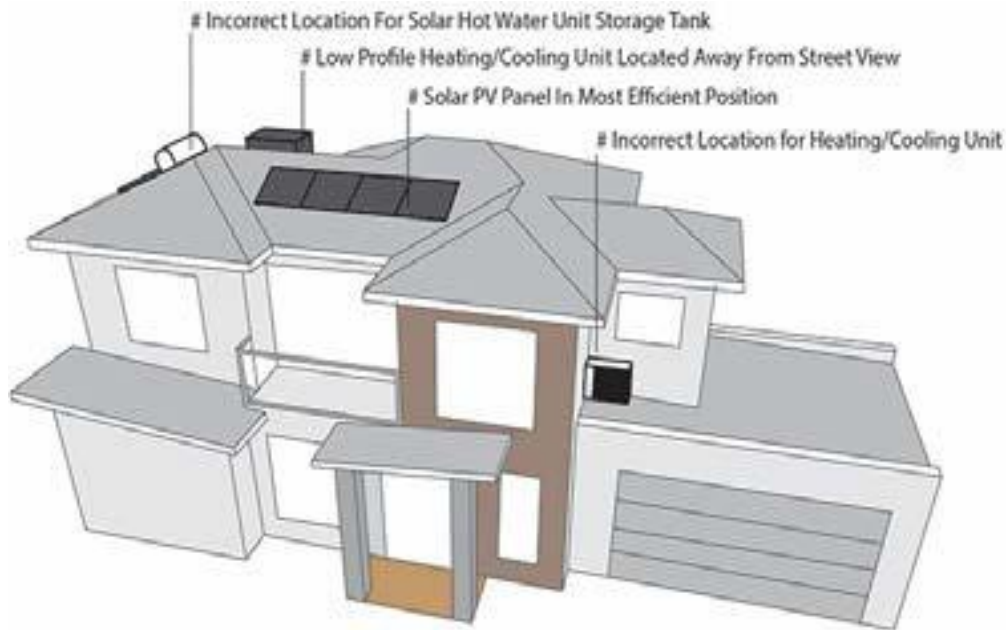 # Incorrect Location For Solar Hot Water Unit Storage Tank
# Low Profile Heating/Cooling Unit Located Away From Street View
# Solar PV Panel In Most Efficient Position
# Incorrect Location for Heating/Cooling Unit